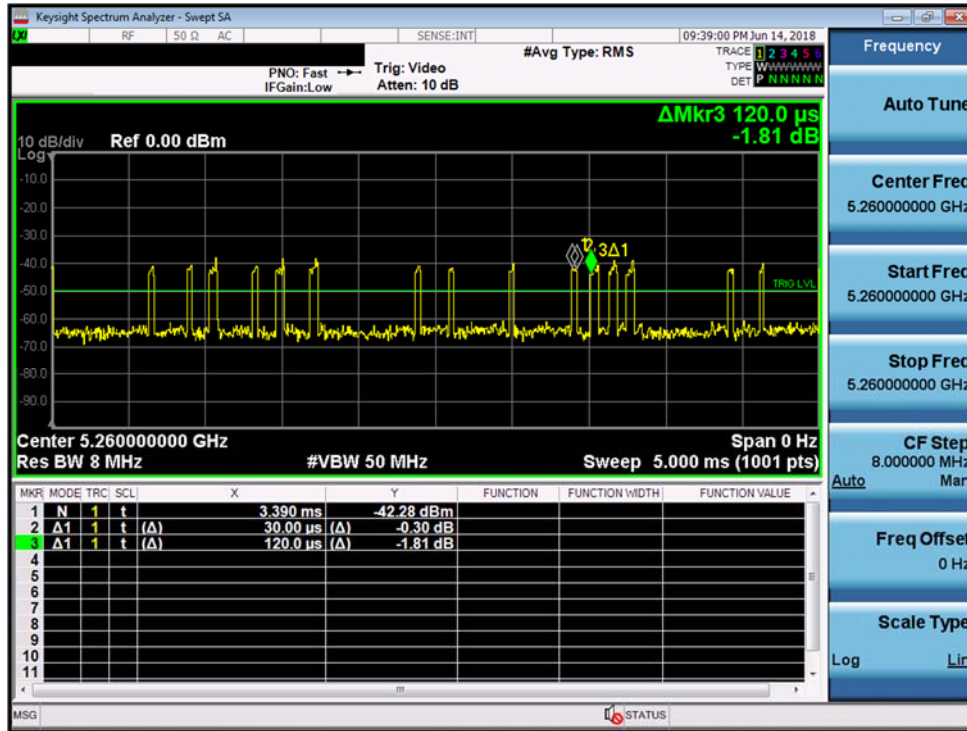 Keysight Spectrum Analyzer - Swept SA
LXI RF 50 Ω AC SENSE:INT 09:39:00 PM Jun 14, 2018
#Avg Type: RMS
TRACE 1 2 3 4 5 6
TYPE W W W W W W
DET P N N N N N
PNO: Fast Trig: Video
IFGain:Low Atten: 10 dB
ΔMkr3 120.0 µs
-1.81 dB
10 dB/div Ref 0.00 dBm
Log
-10.0
-20.0
-30.0
-40.0
-50.0
-60.0
-70.0
-80.0
-90.0
3Δ1
TRIG LVL
Center 5.260000000 GHz Span 0 Hz
Res BW 8 MHz #VBW 50 MHz Sweep 5.000 ms (1001 pts)
MKR MODE TRC SCL X Y FUNCTION FUNCTION WIDTH FUNCTION VALUE
1 N 1 t 3.390 ms -42.28 dBm
2 Δ1 1 t (Δ) 30.00 µs (Δ) -0.30 dB
3 Δ1 1 t (Δ) 120.0 µs (Δ) -1.81 dB
4
5
6
7
8
9
10
11
MSG STATUS
Frequency
Auto Tune
Center Freq
5.260000000 GHz
Start Freq
5.260000000 GHz
Stop Freq
5.260000000 GHz
CF Step
8.000000 MHz
Auto Man
Freq Offset
0 Hz
Scale Type
Log Lin